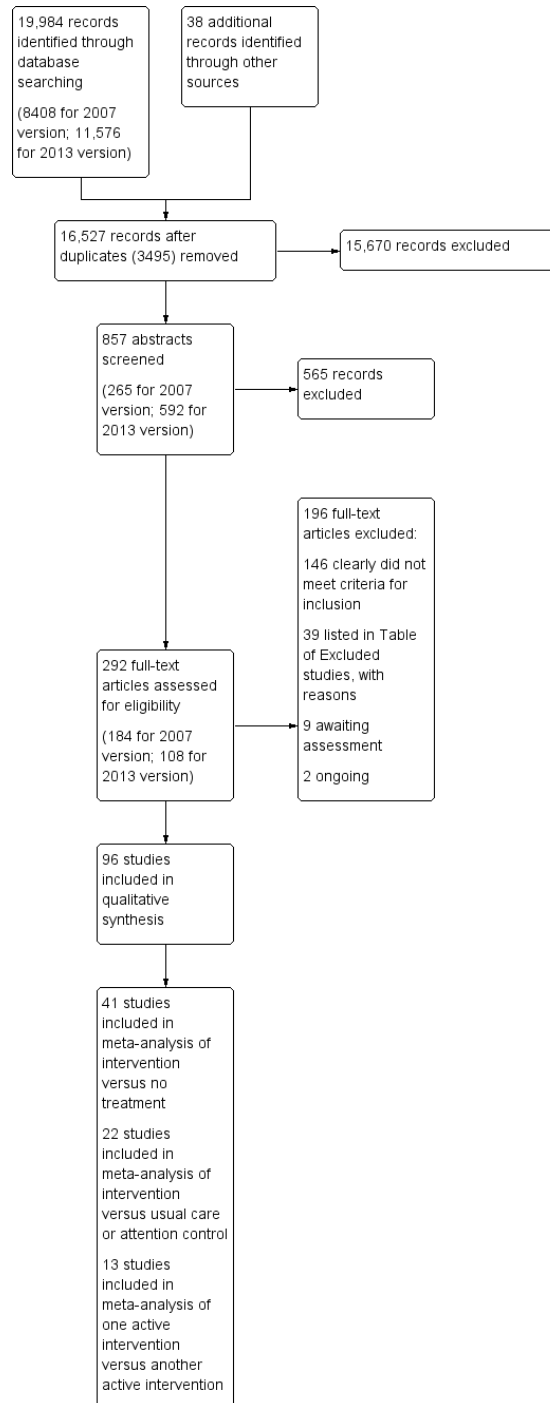 19,984 records
identified through
database
searching
(8408 for 2007
version; 11,576
for 2013 version)
38 additional
records identified
through other
sources
16,527 records after
duplicates (3495) removed
15,670 records excluded
857 abstracts
screened
(265 for 2007
version; 592 for
2013 version)
565 records
excluded
196 full-text
articles excluded:
146 clearly did not
meet criteria for
inclusion
39 listed in Table
of Excluded
studies, with
reasons
9 awaiting
assessment
2 ongoing
292 full-text
articles assessed
for eligibility
(184 for 2007
version; 108 for
2013 version)
96 studies
included in
qualitative
synthesis
41 studies
included in
meta-analysis of
intervention
versus no
treatment
22 studies
included in
meta-analysis of
intervention
versus usual care
or attention control
13 studies
included in
meta-analysis of
one active
intervention
versus another
active intervention